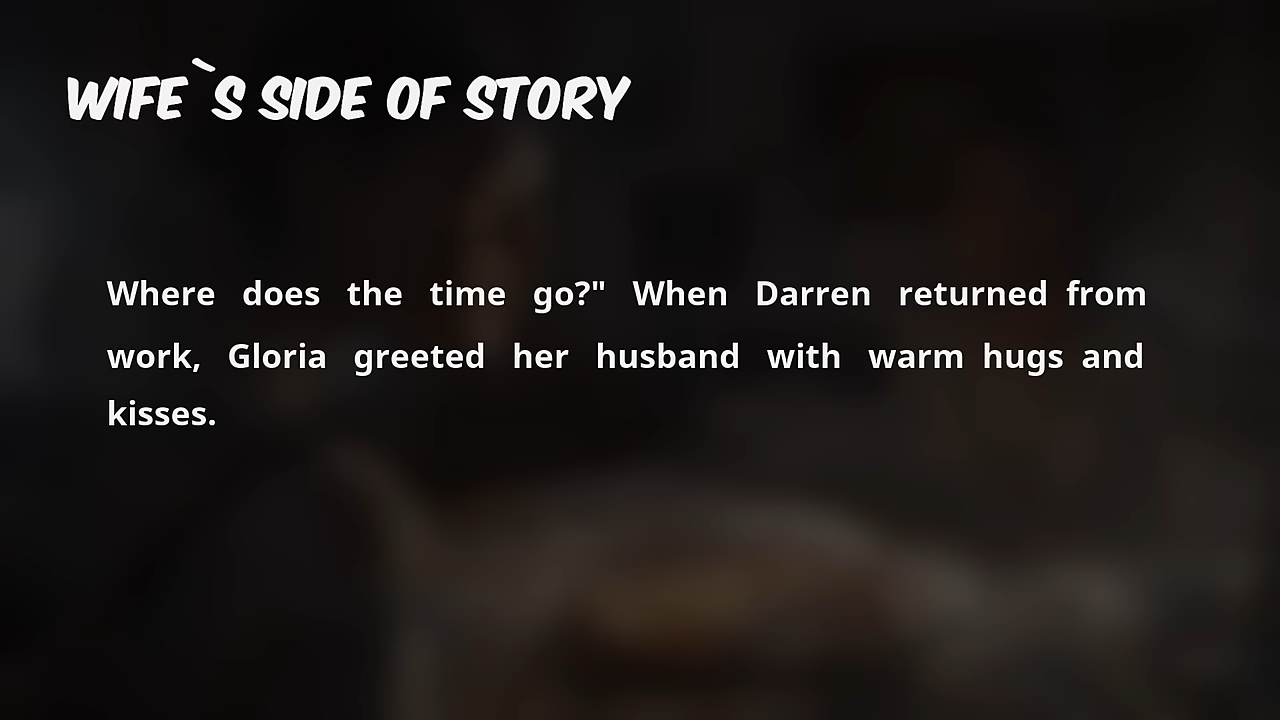 WIFE`S SIDE OF STORY
Where does the time go?" When Darren returned from
work, Gloria greeted her husband with warm hugs and
kisses.